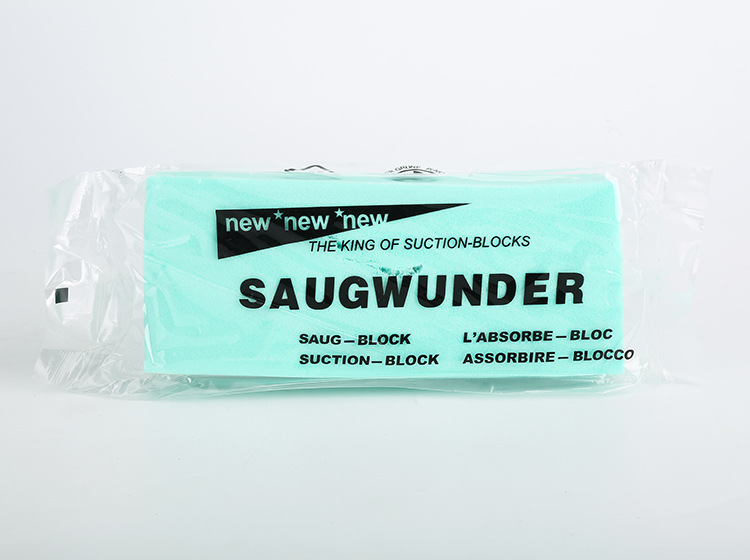 new*new*new
THE KING OF SUCTION-BLOCKS
SAUGWUNDER
SAUG–BLOCK
SUCTION–BLOCK
L'ABSORBE–BLOC
ASSORBIRE–BLOCCO